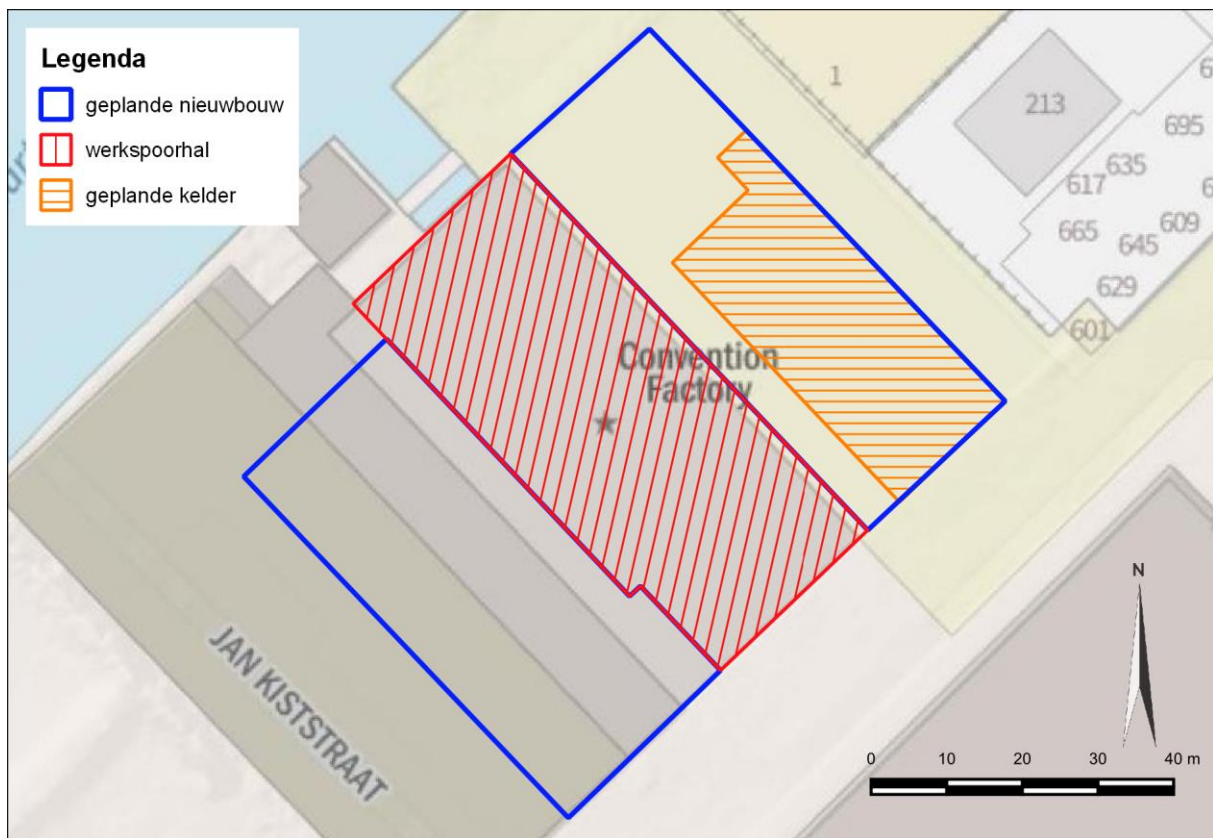 Legenda
geplande nieuwbouw
werkspoorhal
geplande kelder
1
213
695
635
617
665
645
609
629
601
Convention
Factory
JAN KISTSTRAAT
N
0 10 20 30 40 m